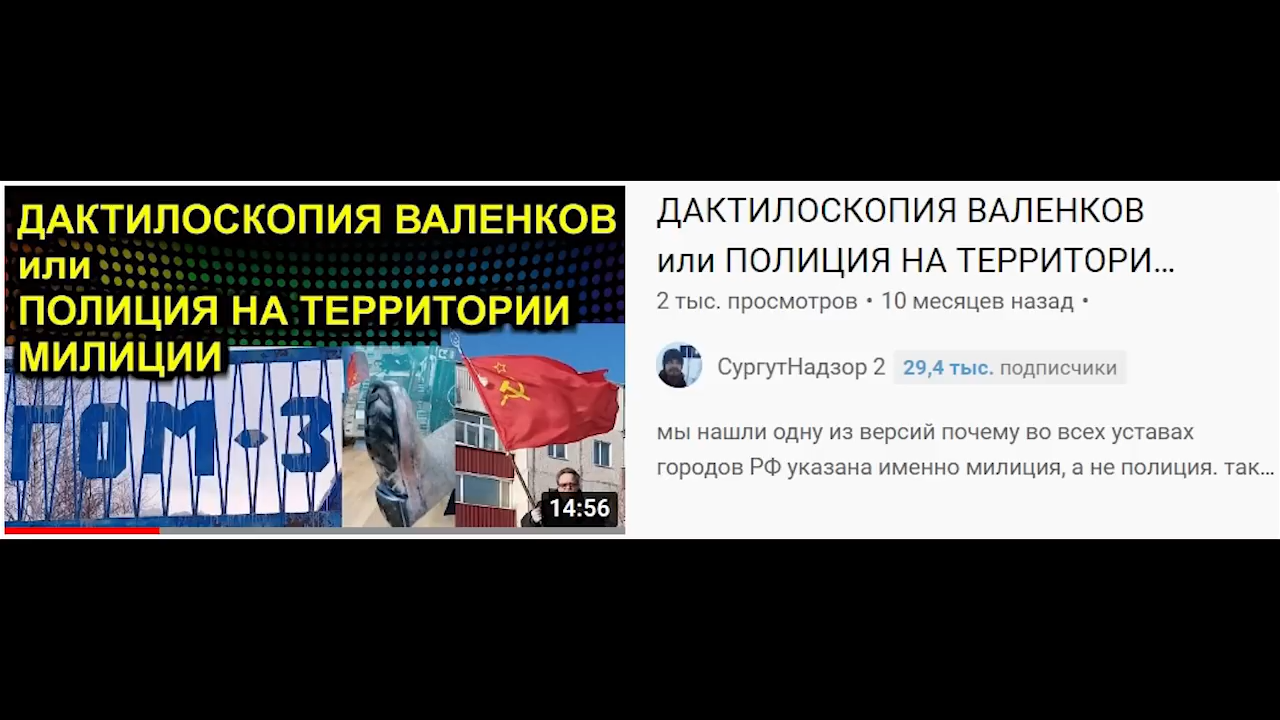 ДАКТИЛОСКОПИЯ ВАЛЕНКОВ
или
ПОЛИЦИЯ НА ТЕРРИТОРИИ
МИЛИЦИИ
ГОМ-3
14:56
ДАКТИЛОСКОПИЯ ВАЛЕНКОВ
или ПОЛИЦИЯ НА ТЕРРИТОРИ...
2 тыс. просмотров • 10 месяцев назад •
СургутНадзор 2 29,4 тыс. подписчики
мы нашли одну из версий почему во всех уставах
городов РФ указана именно милиция, а не полиция. так...